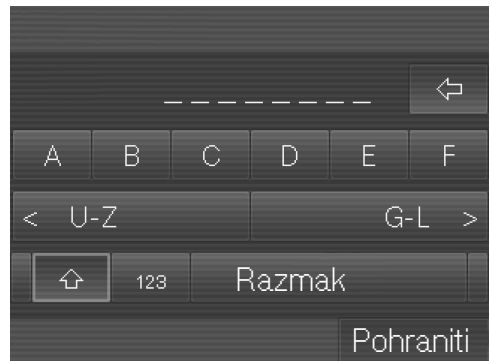 _ _ _ _ _ _ _ _ _
A B C D E F
< U-Z G-L >
123 Razmak
Pohraniti